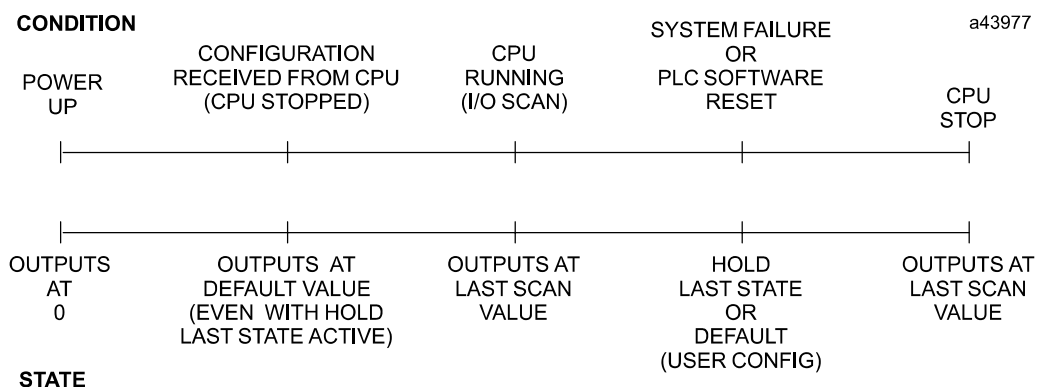 CONDITION
a43977
POWER
UP
CONFIGURATION
RECEIVED FROM CPU
(CPU STOPPED)
CPU
RUNNING
(I/O SCAN)
SYSTEM FAILURE
OR
PLC SOFTWARE
RESET
CPU
STOP
OUTPUTS
AT
0
OUTPUTS AT
DEFAULT VALUE
(EVEN WITH HOLD
LAST STATE ACTIVE)
OUTPUTS AT
LAST SCAN
VALUE
HOLD
LAST STATE
OR
DEFAULT
(USER CONFIG)
OUTPUTS AT
LAST SCAN
VALUE
STATE